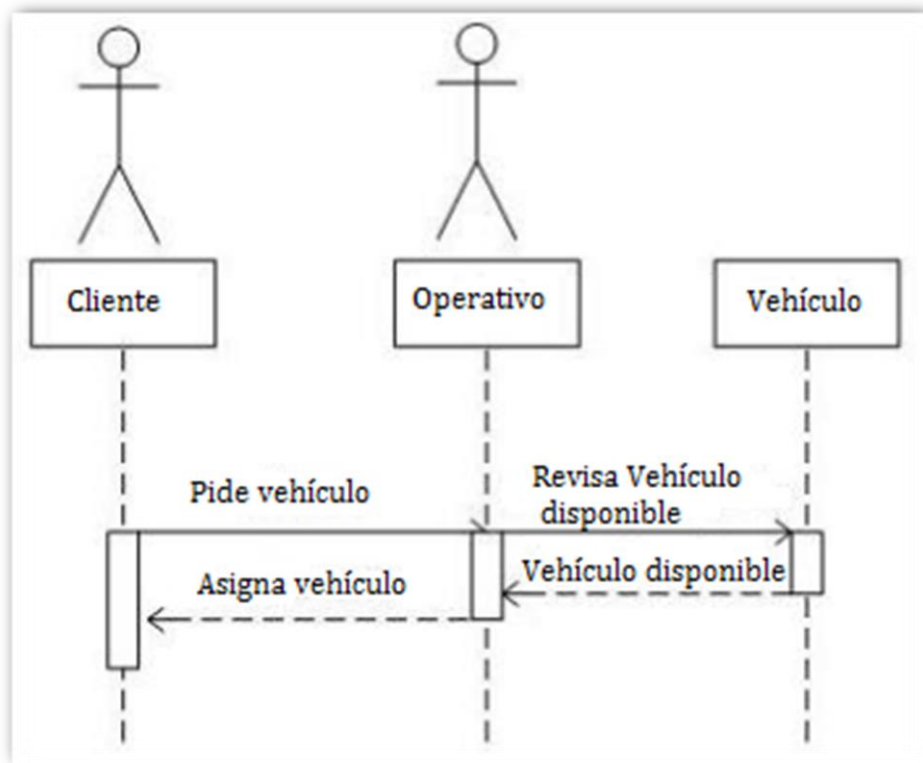 Cliente
Operativo
Vehículo
Pide vehículo
Revisa Vehículo
disponible
Asigna vehículo
Vehículo disponible